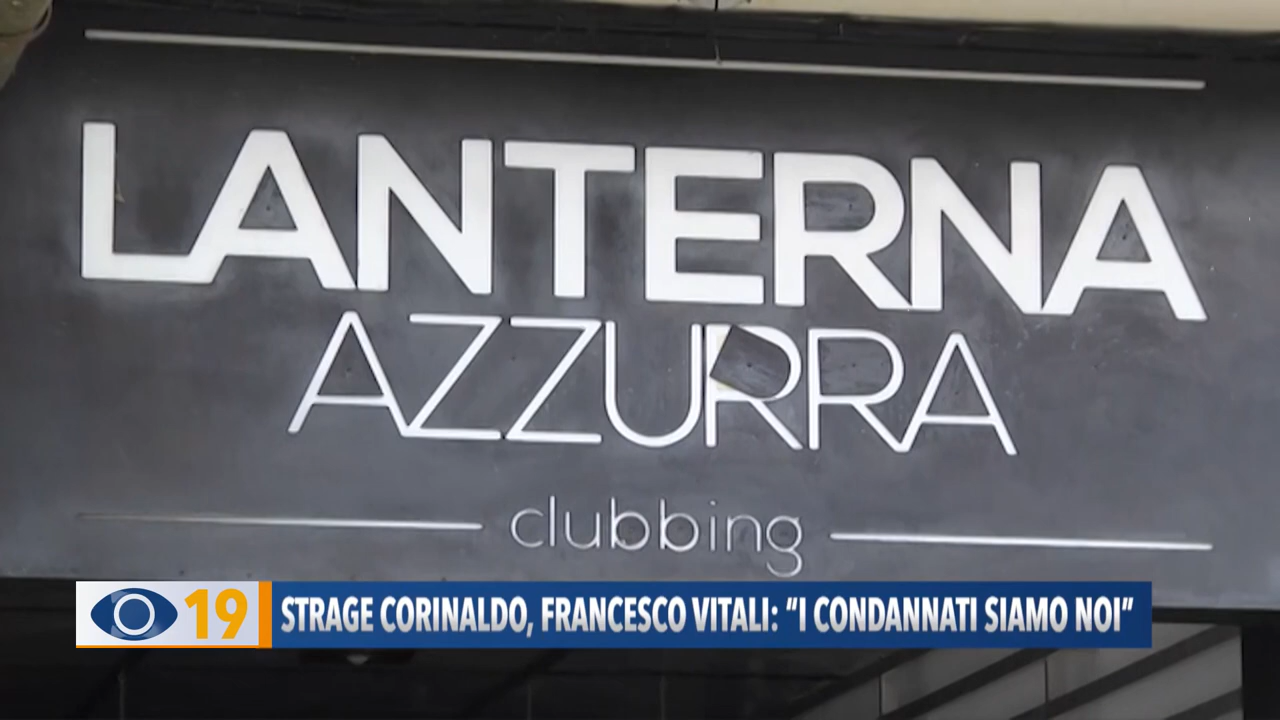 LANTERNA
AZZURRA
clubbing
19 STRAGE CORINALDO, FRANCESCO VITALI: “I CONDANNATI SIAMO NOI”